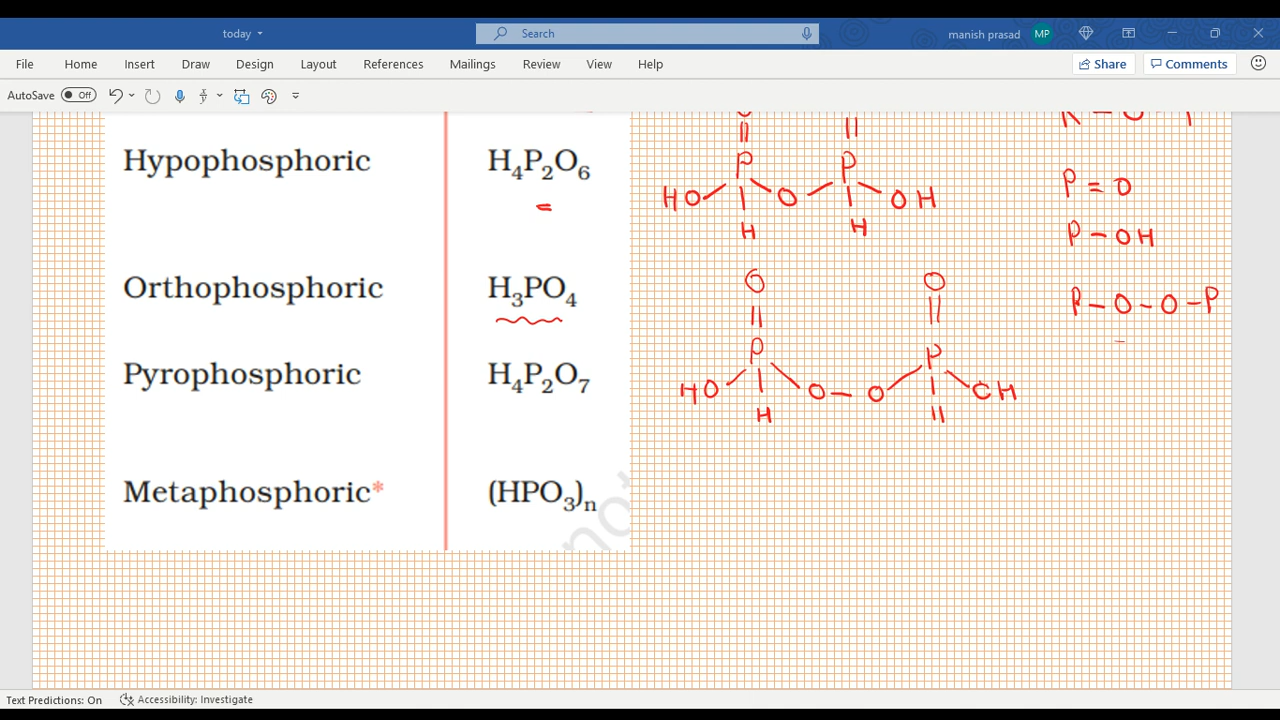 today
Search
manish prasad MP
File Home Insert Draw Design Layout References Mailings Review View Help Share Comments
AutoSave Off
Hypophosphoric H₄P₂O₆
Orthophosphoric H₃PO₄
Pyrophosphoric H₄P₂O₇
Metaphosphoric* (HPO₃)ₙ
not
P P
HO O OH
H H
O O
P P
HO O - O OH
H
P = O
P - OH
P - O - O - P
Text Predictions: On Accessibility: Investigate